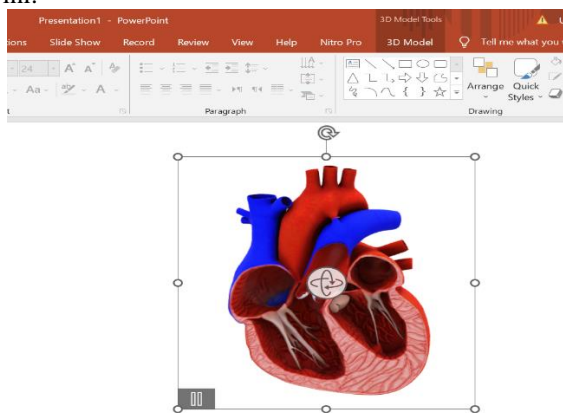 Presentation1 - PowerPoint
3D Model Tools
Slide Show Record Review View Help Nitro Pro 3D Model Tell me what you
24 A A
Aa A
Arrange Quick
Styles
Paragraph
Drawing